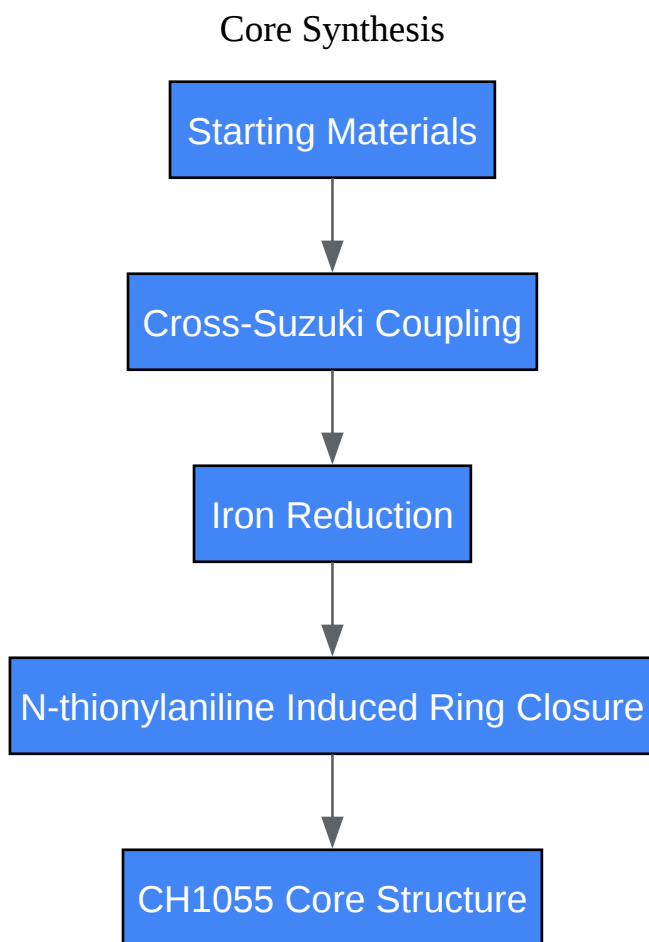 Core Synthesis
Starting Materials
Cross-Suzuki Coupling
Iron Reduction
N-thionylaniline Induced Ring Closure
CH1055 Core Structure